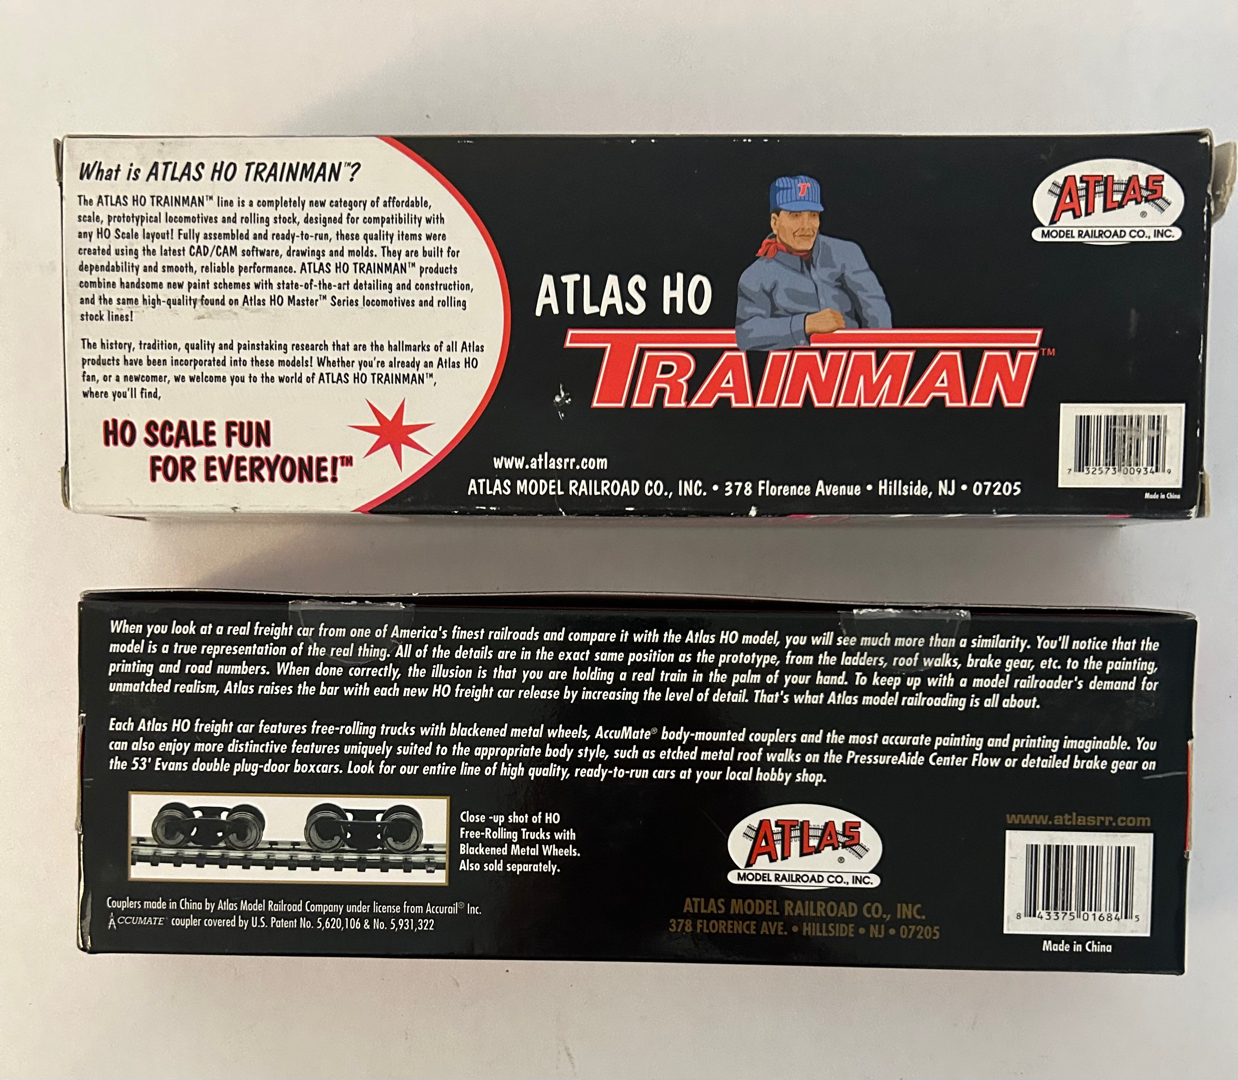 What is ATLAS HO TRAINMAN™?
The ATLAS HO TRAINMAN™ line is a completely new category of affordable,
scale, prototypical locomotives and rolling stock, designed for compatibility with
any HO Scale layout! Fully assembled and ready-to-run, these quality items were
created using the latest CAD/CAM software, drawings and molds. They are built for
dependability and smooth, reliable performance. ATLAS HO TRAINMAN™ products
combine handsome new paint schemes with state-of-the-art detailing and construction,
and the same high-quality found on Atlas HO Master™ Series locomotives and rolling
stock lines!
The history, tradition, quality and painstaking research that are the hallmarks of all Atlas
products have been incorporated into these models! Whether you're already an Atlas HO
fan, or a newcomer, we welcome you to the world of ATLAS HO TRAINMAN™,
where you'll find,
HO SCALE FUN
FOR EVERYONE!™
ATLAS HO
T
TRAINMAN™
www.atlasrr.com
ATLAS MODEL RAILROAD CO., INC. • 378 Florence Avenue • Hillside, NJ • 07205
ATLAS®
MODEL RAILROAD CO., INC.
7 32573 00934 9
Made in China
When you look at a real freight car from one of America's finest railroads and compare it with the Atlas HO model, you will see much more than a similarity. You'll notice that the
model is a true representation of the real thing. All of the details are in the exact same position as the prototype, from the ladders, roof walks, brake gear, etc. to the painting,
printing and road numbers. When done correctly, the illusion is that you are holding a real train in the palm of your hand. To keep up with a model railroader's demand for
unmatched realism, Atlas raises the bar with each new HO freight car release by increasing the level of detail. That's what Atlas model railroading is all about.
Each Atlas HO freight car features free-rolling trucks with blackened metal wheels, AccuMate® body-mounted couplers and the most accurate painting and printing imaginable. You
can also enjoy more distinctive features uniquely suited to the appropriate body style, such as etched metal roof walks on the PressureAide Center Flow or detailed brake gear on
the 53' Evans double plug-door boxcars. Look for our entire line of high quality, ready-to-run cars at your local hobby shop.
Close -up shot of HO
Free-Rolling Trucks with
Blackened Metal Wheels.
Also sold separately.
Couplers made in China by Atlas Model Railroad Company under license from Accurail® Inc.
ACCUMATE® coupler covered by U.S. Patent No. 5,620,106 & No. 5,931,322
ATLAS®
MODEL RAILROAD CO., INC.
ATLAS MODEL RAILROAD CO., INC.
378 FLORENCE AVE. • HILLSIDE • NJ • 07205
www.atlasrr.com
8 43375 01684 5
Made in China